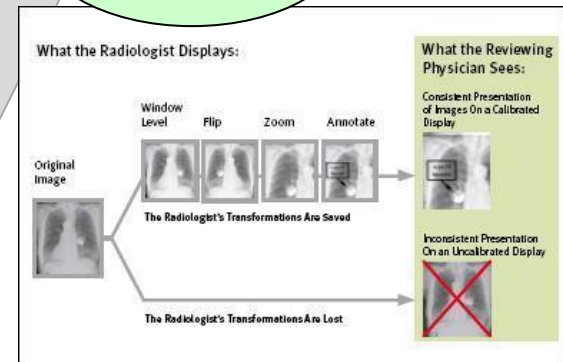 What the Radiologist Displays:
What the Reviewing
Physician Sees:
Window
Level
Flip
Zoom
Annotate
Consistent Presentation
of Images On a Calibrated
Display
Original
Image
The Radiologist's Transformations Are Saved
Inconsistent Presentation
On an Uncalibrated Display
The Radiologist's Transformations Are Lost